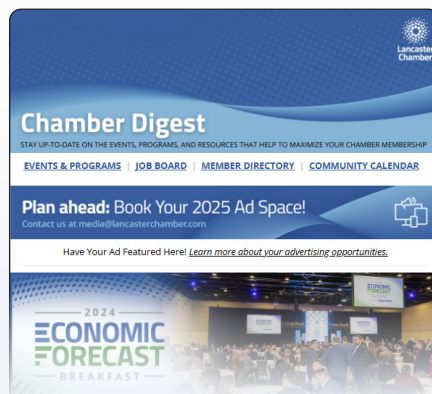 Lancaster
Chamber
Chamber Digest
STAY UP-TO-DATE ON THE EVENTS, PROGRAMS, AND RESOURCES THAT HELP TO MAXIMIZE YOUR CHAMBER MEMBERSHIP
EVENTS & PROGRAMS | JOB BOARD | MEMBER DIRECTORY | COMMUNITY CALENDAR
Plan ahead: Book Your 2025 Ad Space!
Contact us at media@lancasterchamber.com
Have Your Ad Featured Here! Learn more about your advertising opportunities.
2024
ECONOMIC
FORECAST
BREAKFAST